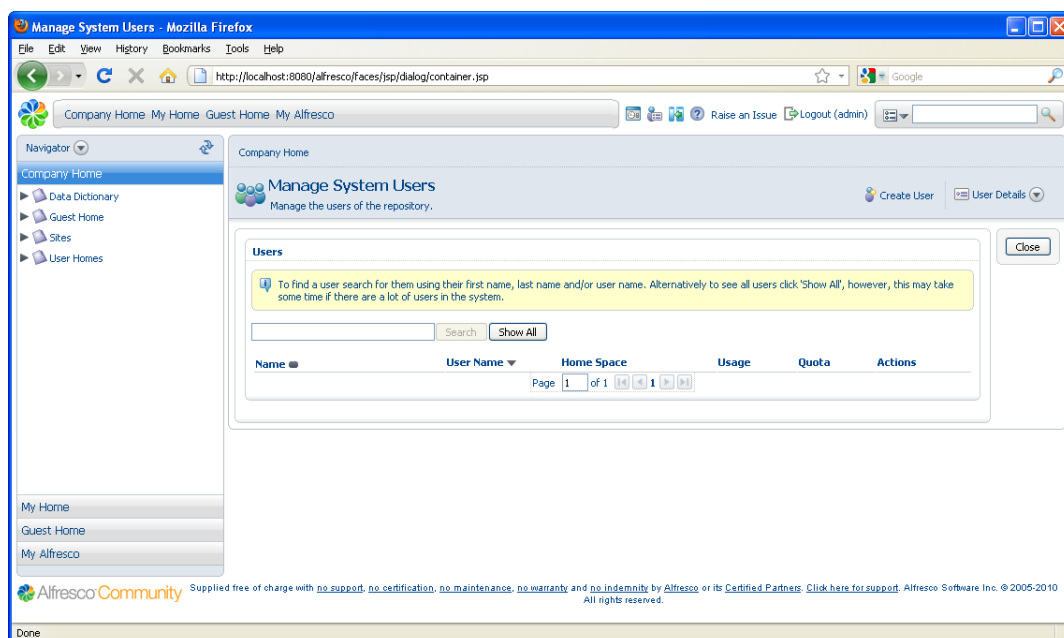 Manage System Users - Mozilla Firefox
File Edit View History Bookmarks Tools Help
http://localhost:8080/alfresco/faces/jsp/dialog/container.jsp
Google
Company Home My Home Guest Home My Alfresco
Raise an Issue Logout (admin)
Navigator
Company Home
Data Dictionary
Guest Home
Sites
User Homes
Company Home
Manage System Users
Manage the users of the repository.
Create User
User Details
Close
Users
To find a user search for them using their first name, last name and/or user name. Alternatively to see all users click 'Show All', however, this may take
some time if there are a lot of users in the system.
Search Show All
Name User Name Home Space Usage Quota Actions
Page 1 of 1 1
My Home
Guest Home
My Alfresco
Alfresco Community
Supplied free of charge with no support, no certification, no maintenance, no warranty and no indemnity by Alfresco or its Certified Partners. Click here for support. Alfresco Software Inc. © 2005-2010
All rights reserved.
Done